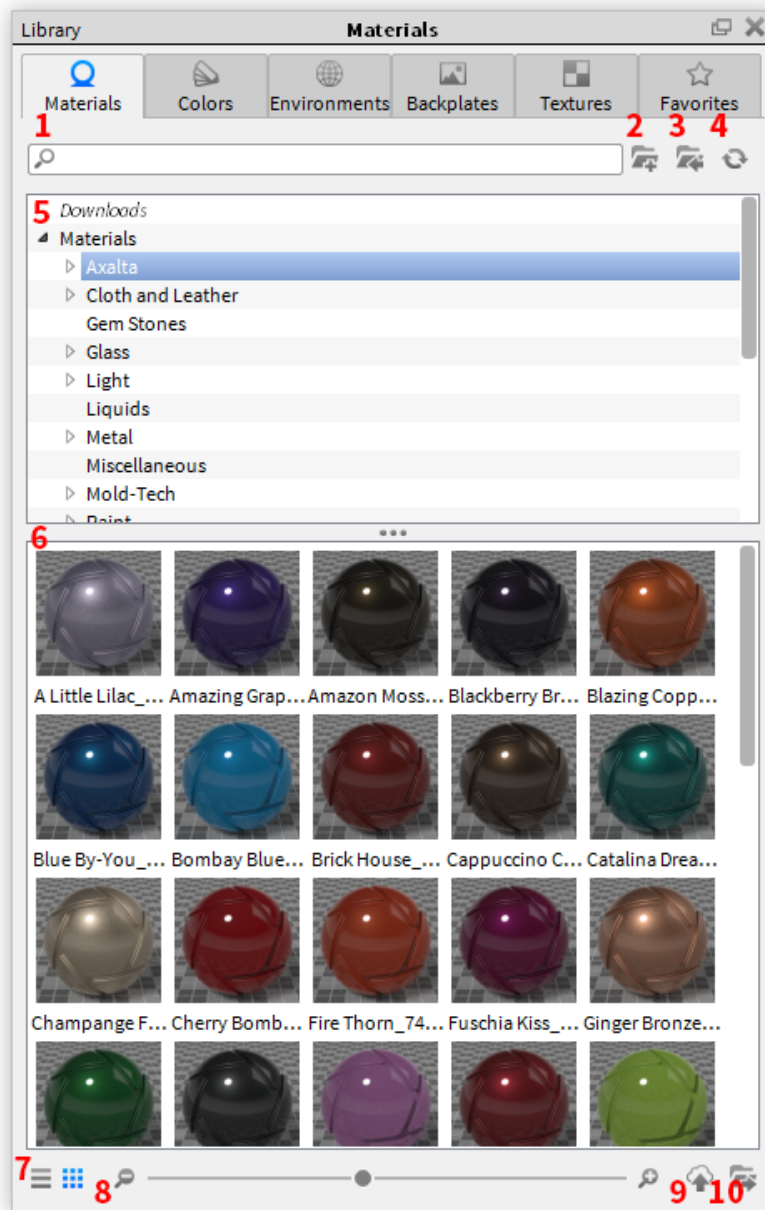 Library Materials
Materials Colors Environments Backplates Textures Favorites
1 2 3 4
5 Downloads
Materials
Axalta
Cloth and Leather
Gem Stones
Glass
Light
Liquids
Metal
Miscellaneous
Mold-Tech
Paint
6
A Little Lilac_... Amazing Grap... Amazon Moss... Blackberry Br... Blazing Copp...
Blue By-You_... Bombay Blue... Brick House_... Cappuccino C... Catalina Drea...
Champange F... Cherry Bomb... Fire Thorn_74... Fuschia Kiss_... Ginger Bronze...
7 8 9 10